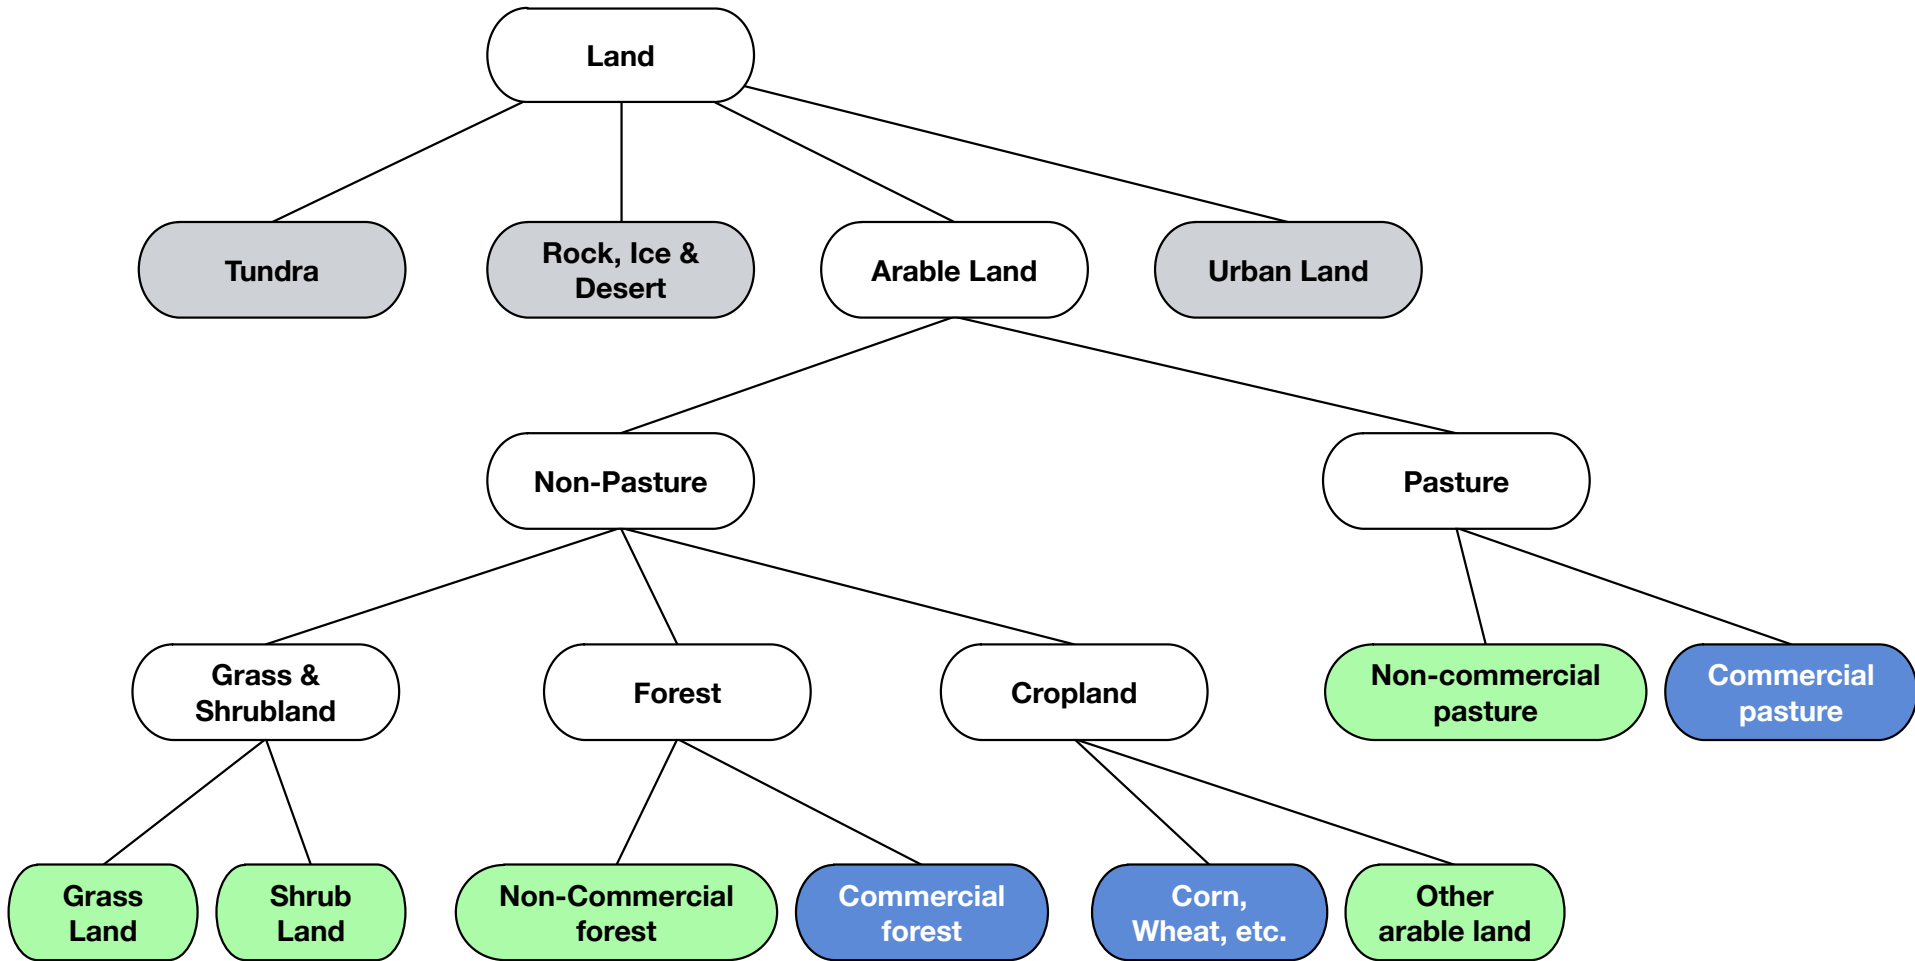 Land
Tundra
Rock, Ice &
Desert
Arable Land
Urban Land
Non-Pasture
Pasture
Grass &
Shrubland
Forest
Cropland
Non-commercial
pasture
Commercial
pasture
Grass
Land
Shrub
Land
Non-Commercial
forest
Commercial
forest
Corn,
Wheat, etc.
Other
arable land